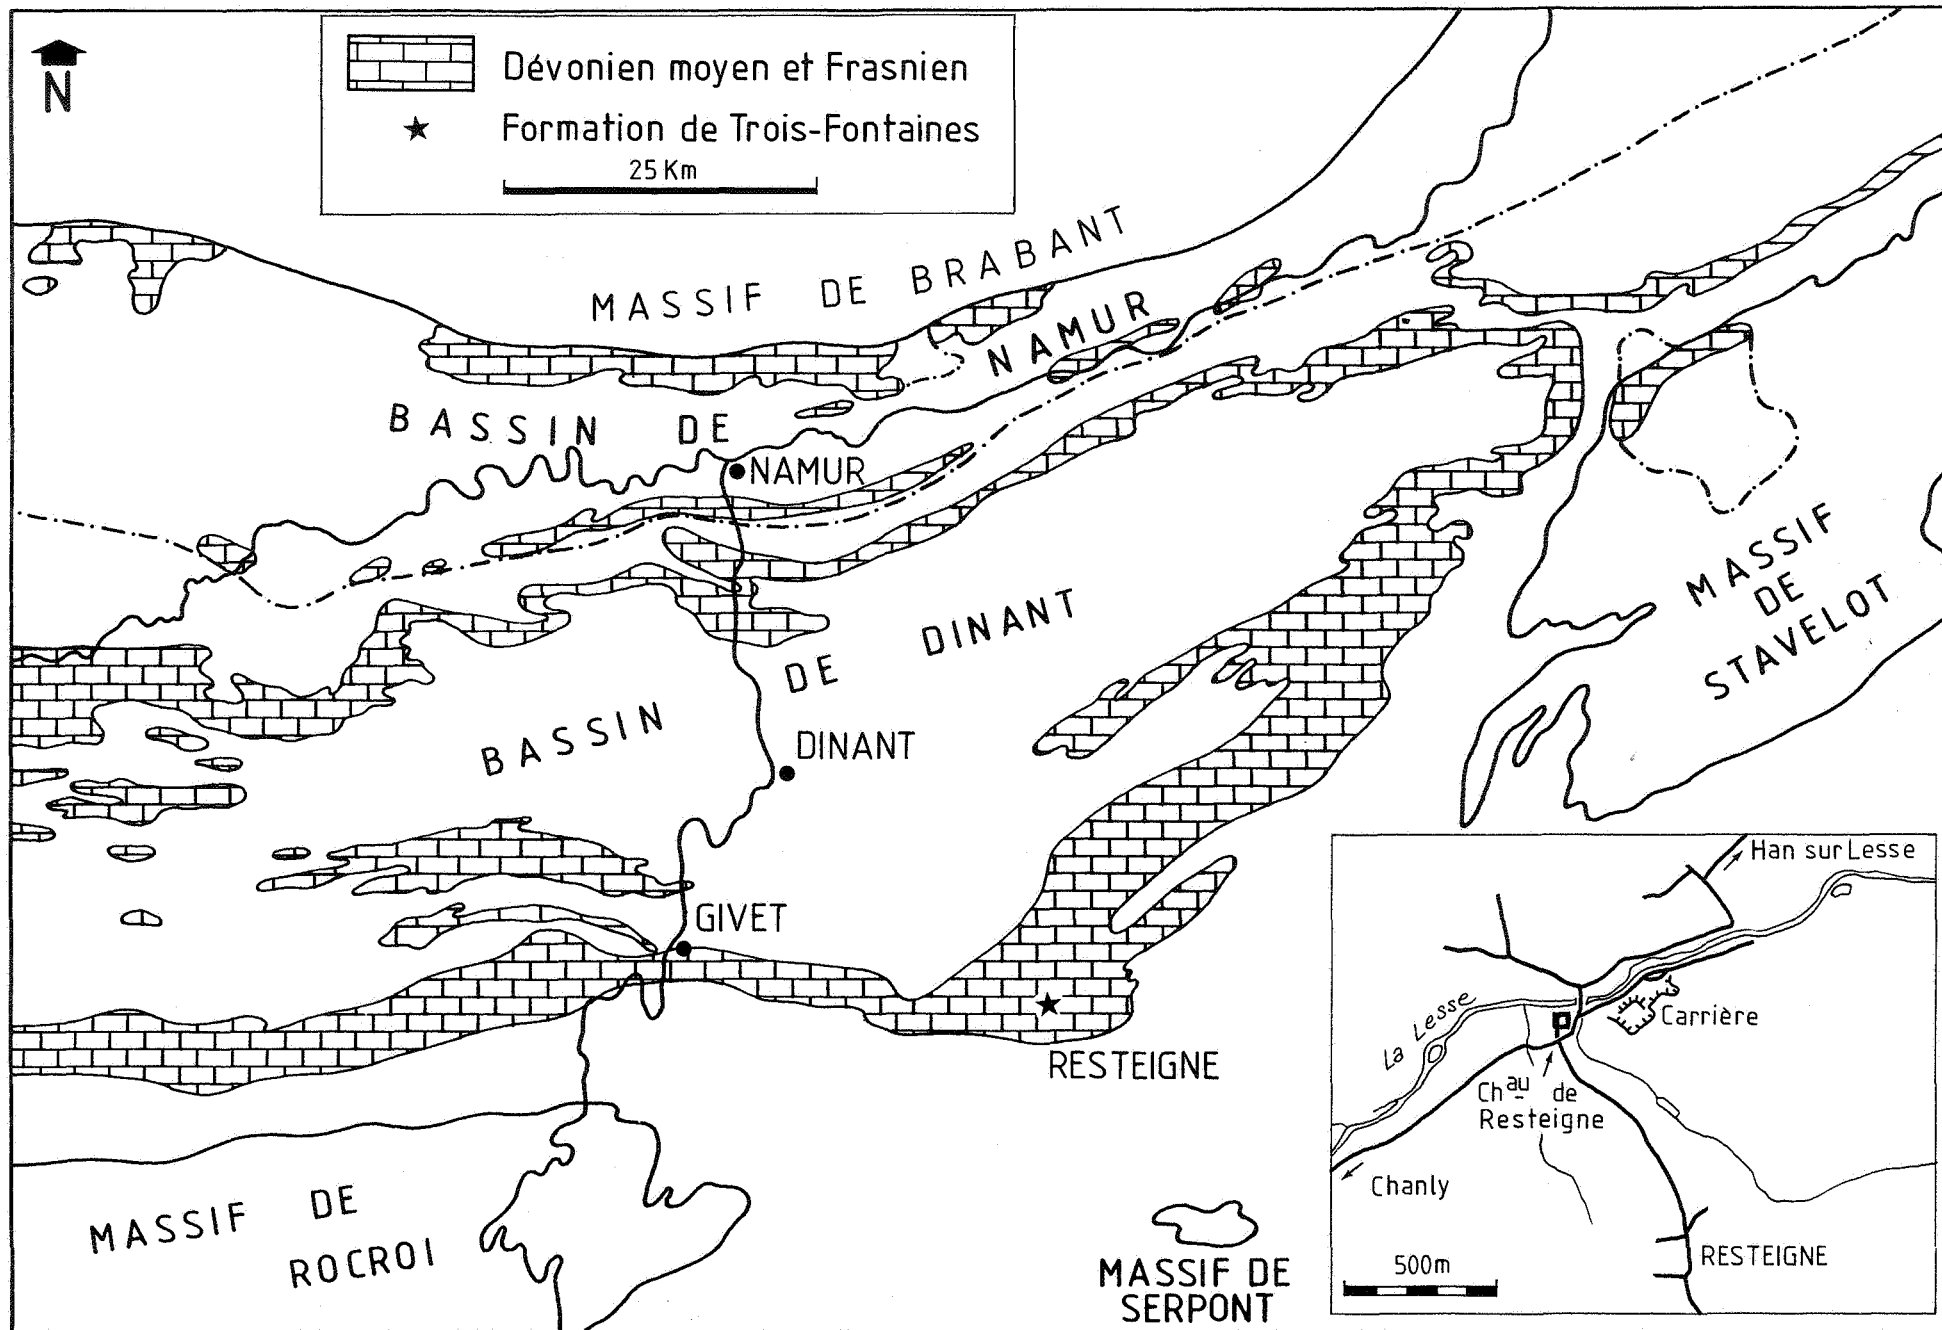 N
Dévonien moyen et Frasnien
Formation de Trois-Fontaines
25 Km
MASSIF DE BRABANT
BASSIN DE NAMUR
NAMUR
BASSIN DE DINANT
DINANT
GIVET
RESTEIGNE
MASSIF
DE
STAVELOT
MASSIF DE
ROCROI
MASSIF DE
SERPONT
Han sur Lesse
La Lesse
Carrière
Chau de
Resteigne
Chanly
RESTEIGNE
500m